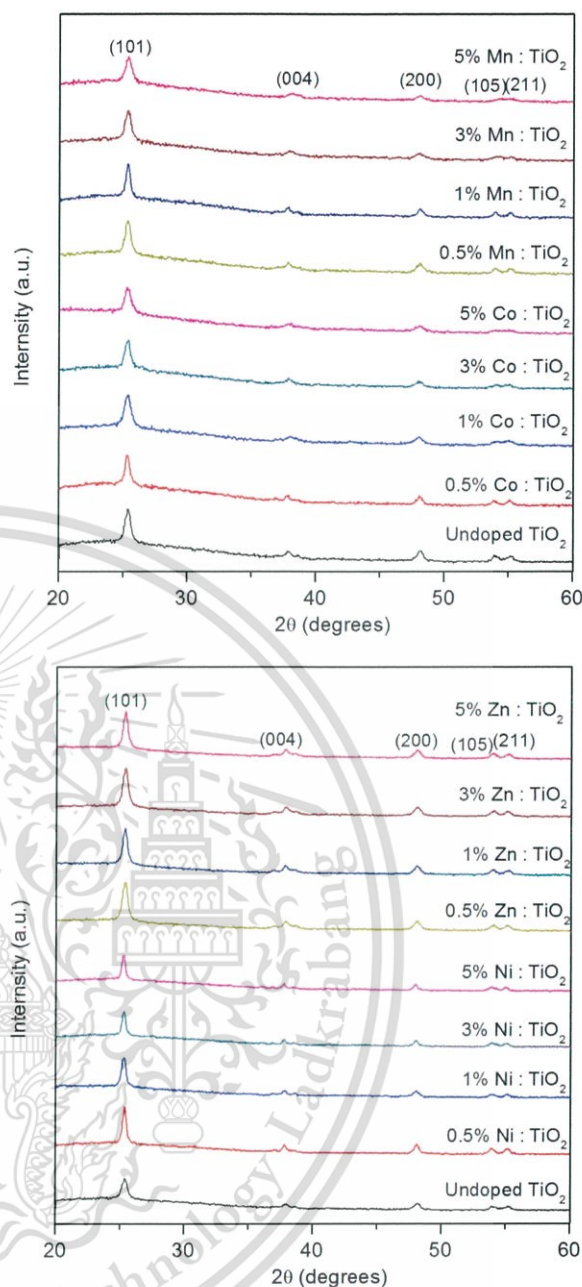 (101)
5% Mn : TiO₂
(004)
(200)
(105)
(211)
3% Mn : TiO₂
1% Mn : TiO₂
0.5% Mn : TiO₂
5% Co : TiO₂
3% Co : TiO₂
1% Co : TiO₂
0.5% Co : TiO₂
Undoped TiO₂
Internsity (a.u.)
20 30 40 50 60
2θ (degrees)
(101)
5% Zn : TiO₂
(004)
(200)
(105)
(211)
3% Zn : TiO₂
1% Zn : TiO₂
0.5% Zn : TiO₂
5% Ni : TiO₂
3% Ni : TiO₂
1% Ni : TiO₂
0.5% Ni : TiO₂
Undoped TiO₂
Internsity (a.u.)
20 30 40 50 60
2θ (degrees)
Technology Ladkrabang